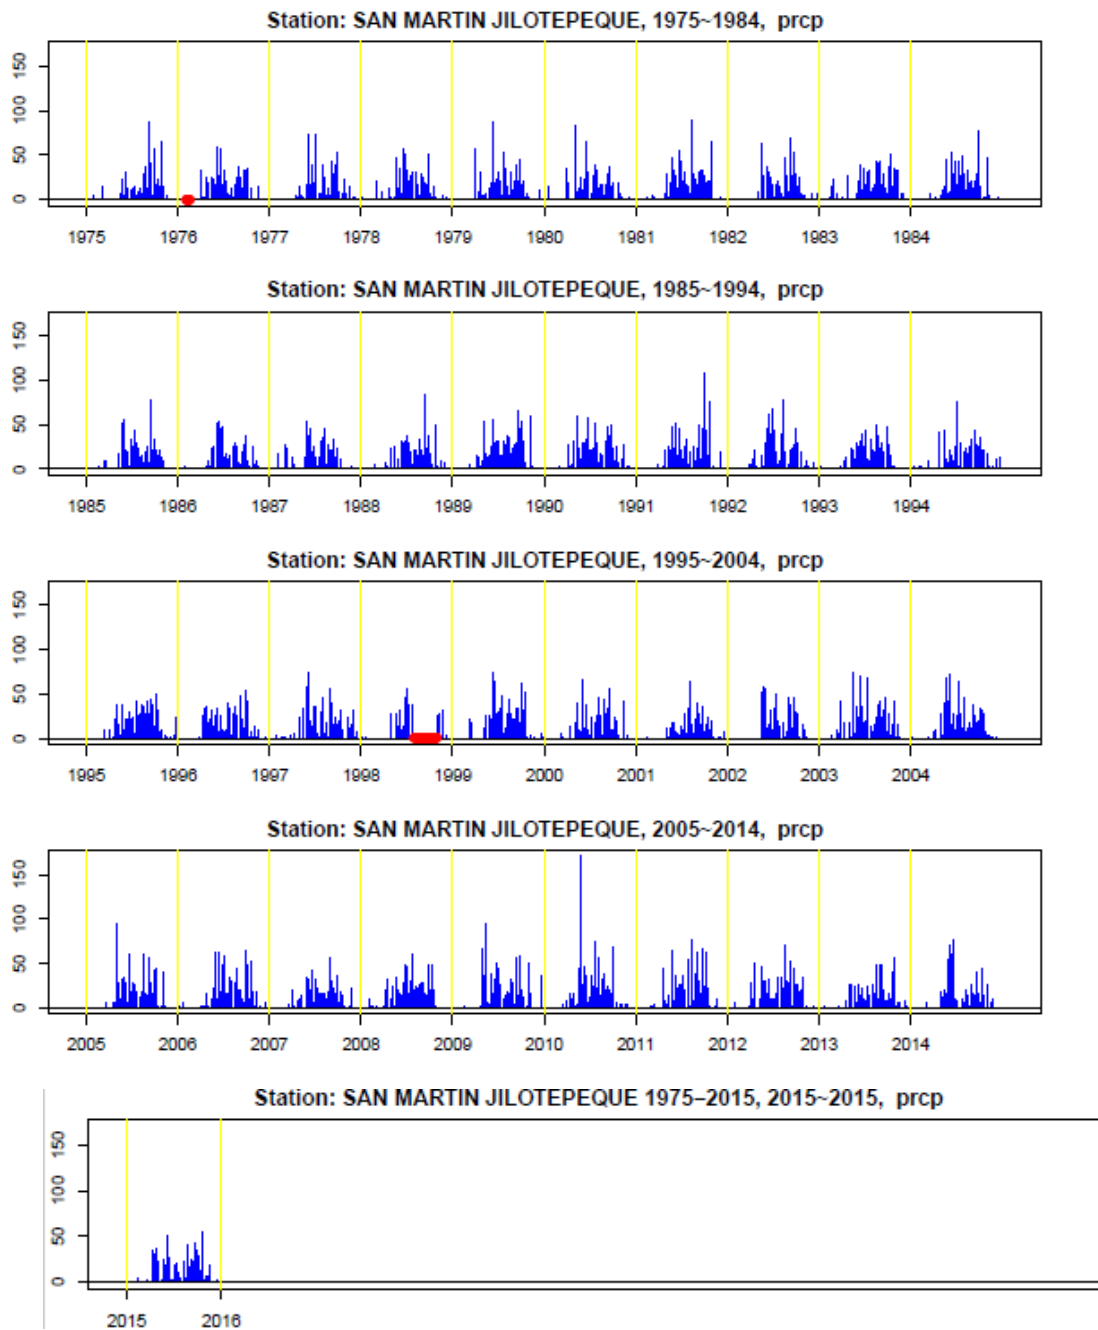 Station: SAN MARTIN JILOTEPEQUE, 1975~1984, prcp
150
100
50
0
1975 1976 1977 1978 1979 1980 1981 1982 1983 1984
Station: SAN MARTIN JILOTEPEQUE, 1985~1994, prcp
150
100
50
0
1985 1986 1987 1988 1989 1990 1991 1992 1993 1994
Station: SAN MARTIN JILOTEPEQUE, 1995~2004, prcp
150
100
50
0
1995 1996 1997 1998 1999 2000 2001 2002 2003 2004
Station: SAN MARTIN JILOTEPEQUE, 2005~2014, prcp
150
100
50
0
2005 2006 2007 2008 2009 2010 2011 2012 2013 2014
Station: SAN MARTIN JILOTEPEQUE 1975–2015, 2015~2015, prcp
150
100
50
0
2015 2016